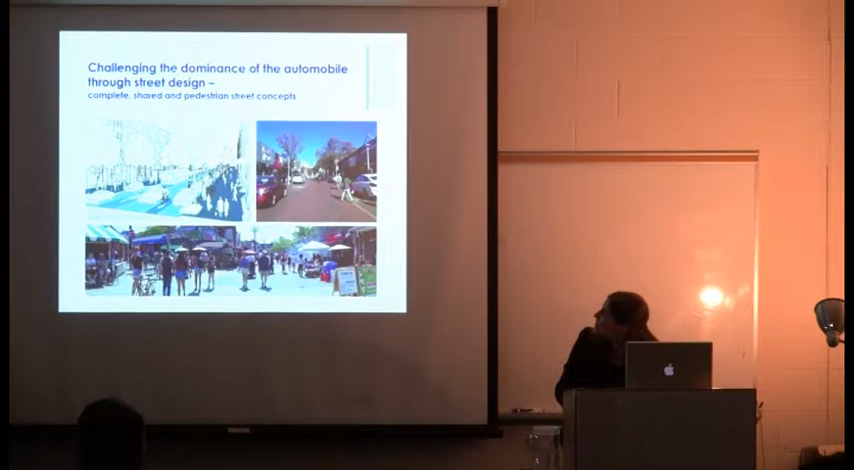 Challenging the dominance of the automobile
through street design –
complete, shared and pedestrian street concepts